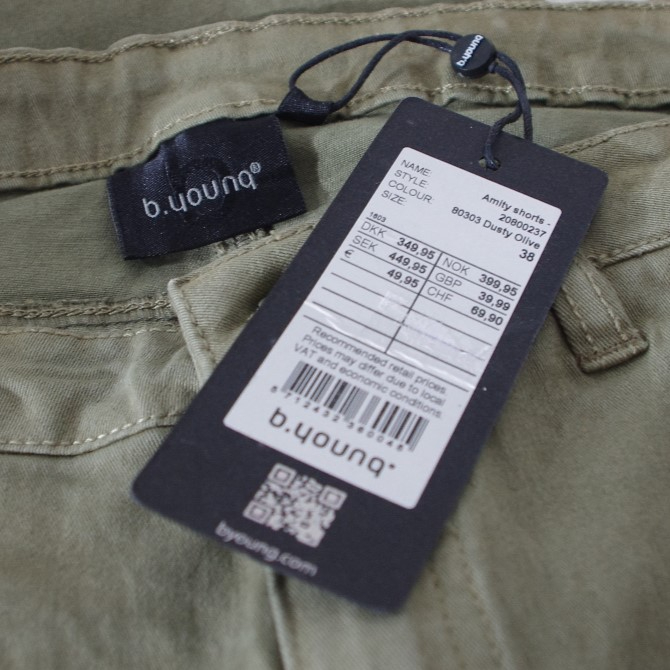 b.young
b.young®
NAME: Amity shorts -
STYLE: 20800237
COLOUR: 80303 Dusty Olive
SIZE: 38
1803
DKK 349,95 NOK 399,95
SEK 449,95 GBP 39,99
€ 49,95 CHF 69,90
Recommended retail prices.
Prices may differ due to local
VAT and economic conditions.
b.young
byoung.com